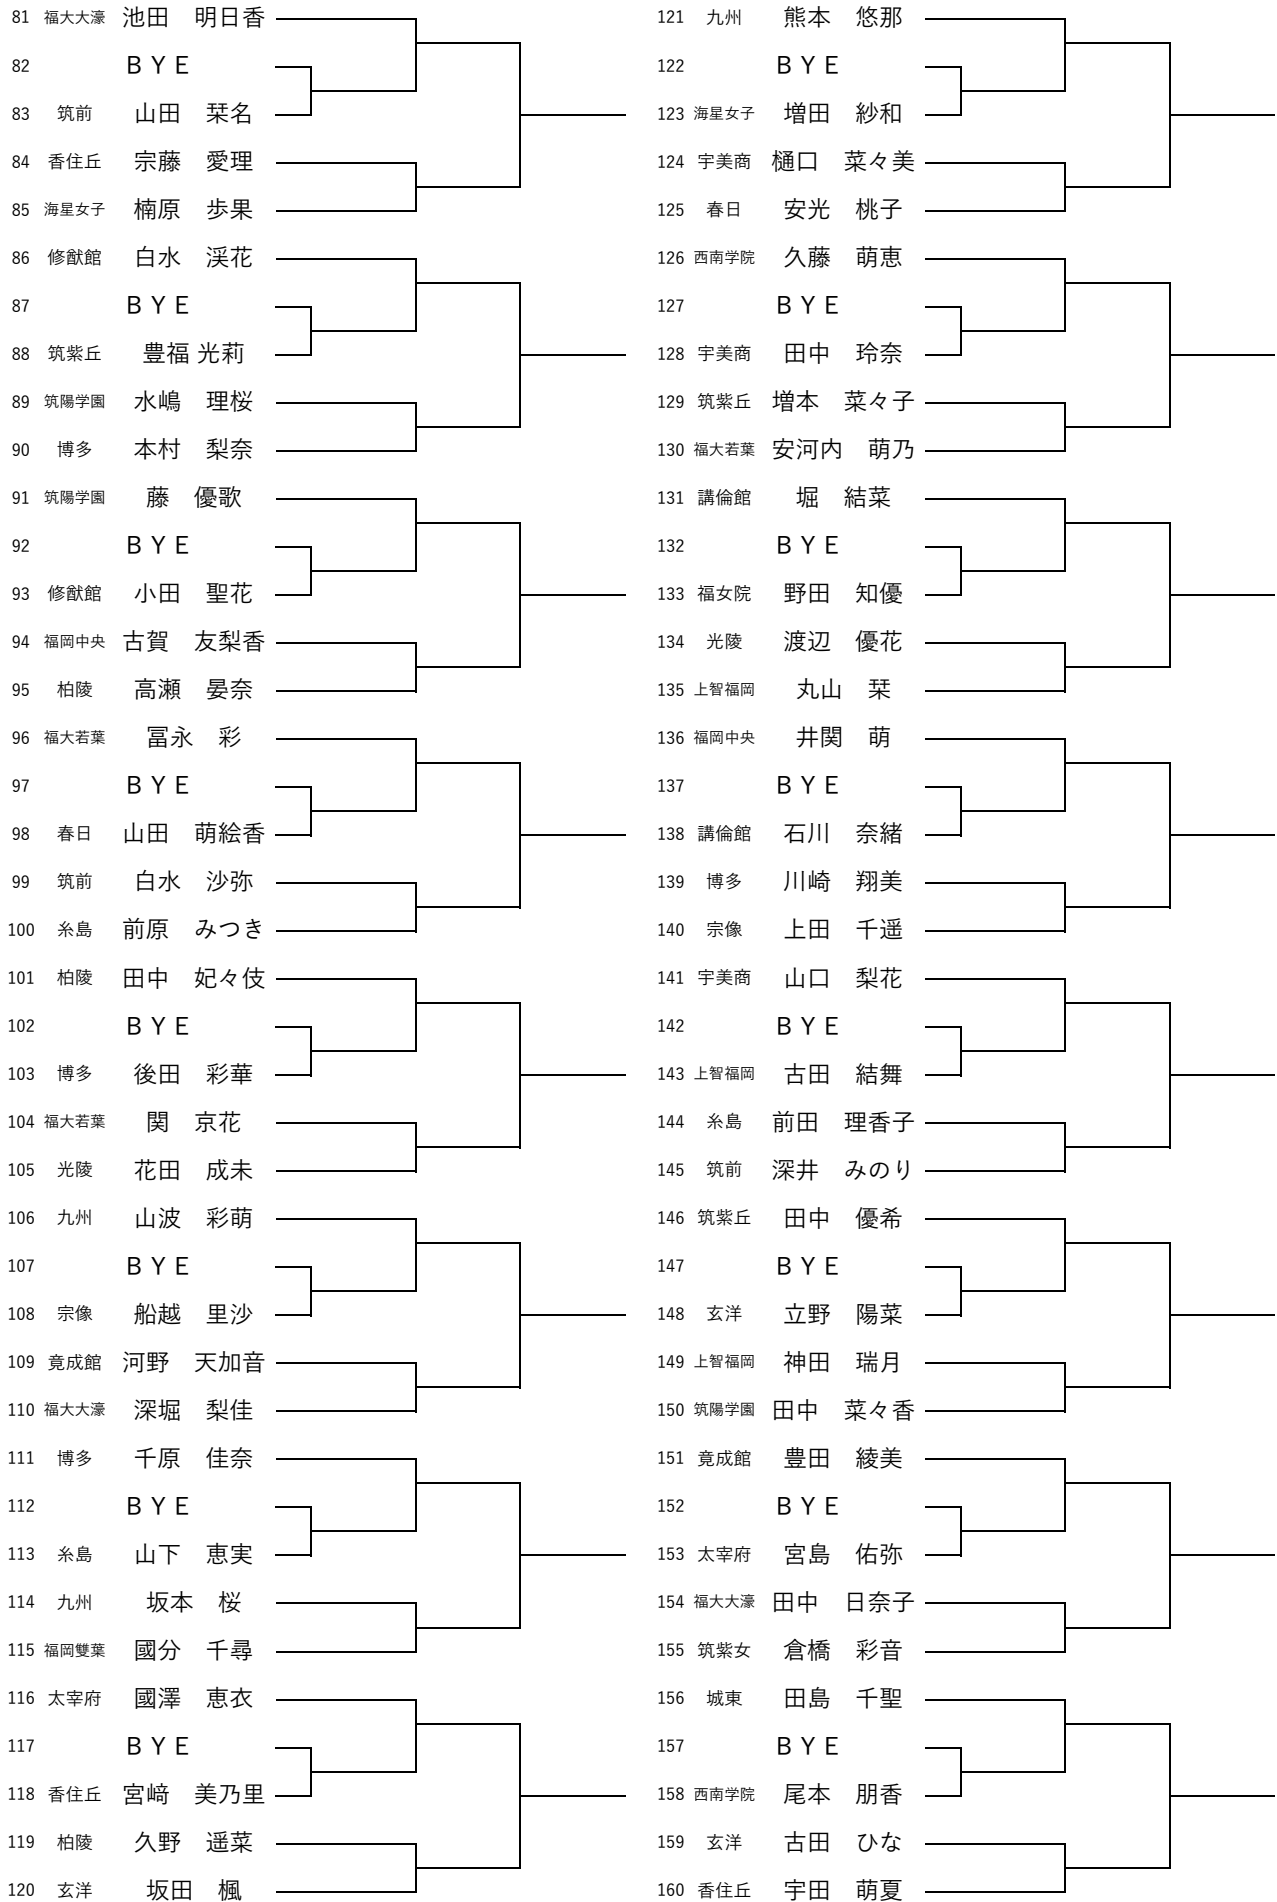 81 福大大濠 池田　明日香
82 ＢＹＥ
83 筑前 山田　栞名
84 香住丘 宗藤　愛理
85 海星女子 楠原　歩果
86 修猷館 白水　渓花
87 ＢＹＥ
88 筑紫丘 豊福 光莉
89 筑陽学園 水嶋　理桜
90 博多 本村　梨奈
91 筑陽学園 藤　優歌
92 ＢＹＥ
93 修猷館 小田　聖花
94 福岡中央 古賀　友梨香
95 柏陵 高瀬　晏奈
96 福大若葉 冨永　彩
97 ＢＹＥ
98 春日 山田　萌絵香
99 筑前 白水　沙弥
100 糸島 前原　みつき
101 柏陵 田中　妃々伎
102 ＢＹＥ
103 博多 後田　彩華
104 福大若葉 関　京花
105 光陵 花田　成未
106 九州 山波　彩萌
107 ＢＹＥ
108 宗像 船越　里沙
109 竟成館 河野　天加音
110 福大大濠 深堀　梨佳
111 博多 千原　佳奈
112 ＢＹＥ
113 糸島 山下　恵実
114 九州 坂本　桜
115 福岡雙葉 國分　千尋
116 太宰府 國澤　恵衣
117 ＢＹＥ
118 香住丘 宮﨑　美乃里
119 柏陵 久野　遥菜
120 玄洋 坂田　楓
121 九州 熊本　悠那
122 ＢＹＥ
123 海星女子 増田　紗和
124 宇美商 樋口　菜々美
125 春日 安光　桃子
126 西南学院 久藤　萌恵
127 ＢＹＥ
128 宇美商 田中　玲奈
129 筑紫丘 増本　菜々子
130 福大若葉 安河内　萌乃
131 講倫館 堀　結菜
132 ＢＹＥ
133 福女院 野田　知優
134 光陵 渡辺　優花
135 上智福岡 丸山　栞
136 福岡中央 井関　萌
137 ＢＹＥ
138 講倫館 石川　奈緒
139 博多 川崎　翔美
140 宗像 上田　千遥
141 宇美商 山口　梨花
142 ＢＹＥ
143 上智福岡 古田　結舞
144 糸島 前田　理香子
145 筑前 深井　みのり
146 筑紫丘 田中　優希
147 ＢＹＥ
148 玄洋 立野　陽菜
149 上智福岡 神田　瑞月
150 筑陽学園 田中　菜々香
151 竟成館 豊田　綾美
152 ＢＹＥ
153 太宰府 宮島　佑弥
154 福大大濠 田中　日奈子
155 筑紫女 倉橋　彩音
156 城東 田島　千聖
157 ＢＹＥ
158 西南学院 尾本　朋香
159 玄洋 古田　ひな
160 香住丘 宇田　萌夏